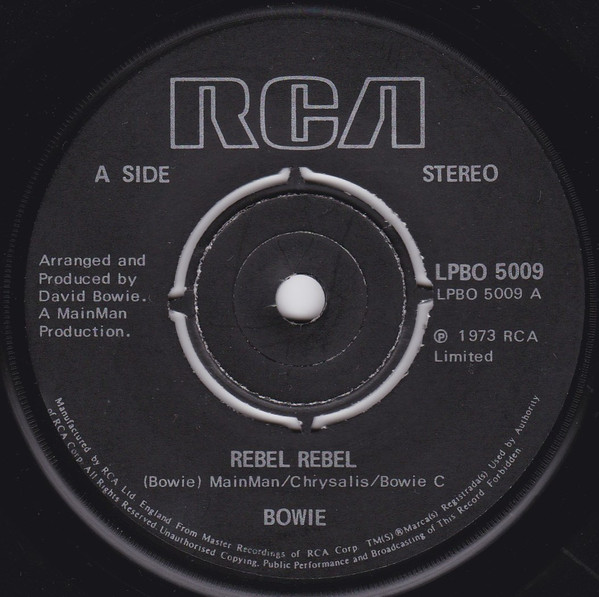 RCA
A SIDE
STEREO
Arranged and
Produced by
David Bowie.
A MainMan
Production.
LPBO 5009
LPBO 5009 A
℗ 1973 RCA
Limited
REBEL REBEL
(Bowie) MainMan/Chrysalis/Bowie C
BOWIE
Manufactured by RCA Ltd. England From Master Recordings of RCA Corp. TM(S)®Marca(s) Registrada(s) Used by Authority
of RCA Corp. All Rights Reserved Unauthorised Copying, Public Performance and Broadcasting of This Record Forbidden